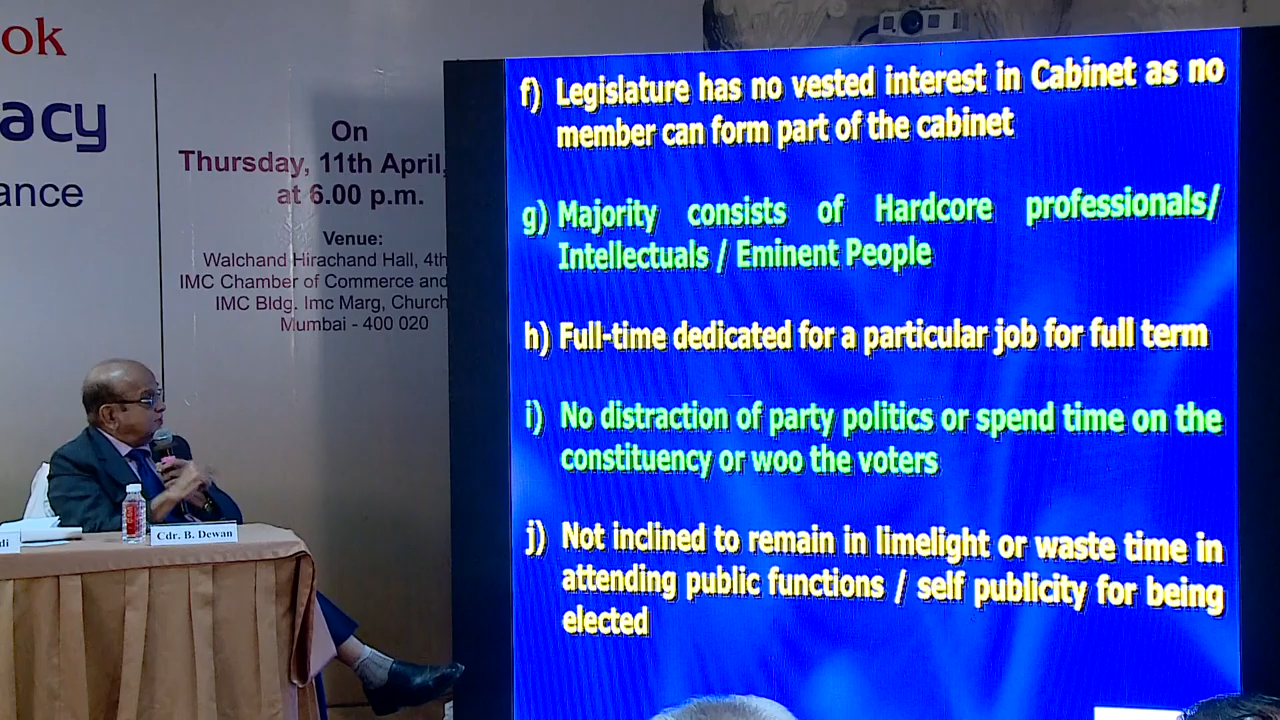 ok
acy
ance
On
Thursday, 11th April,
at 6.00 p.m.
Venue:
Walchand Hirachand Hall, 4th
IMC Chamber of Commerce and
IMC Bldg. Imc Marg, Church
Mumbai - 400 020
di
Cdr. B. Dewan
f) Legislature has no vested interest in Cabinet as no
member can form part of the cabinet
g) Majority consists of Hardcore professionals/
Intellectuals / Eminent People
h) Full-time dedicated for a particular job for full term
i) No distraction of party politics or spend time on the
constituency or woo the voters
j) Not inclined to remain in limelight or waste time in
attending public functions / self publicity for being
elected